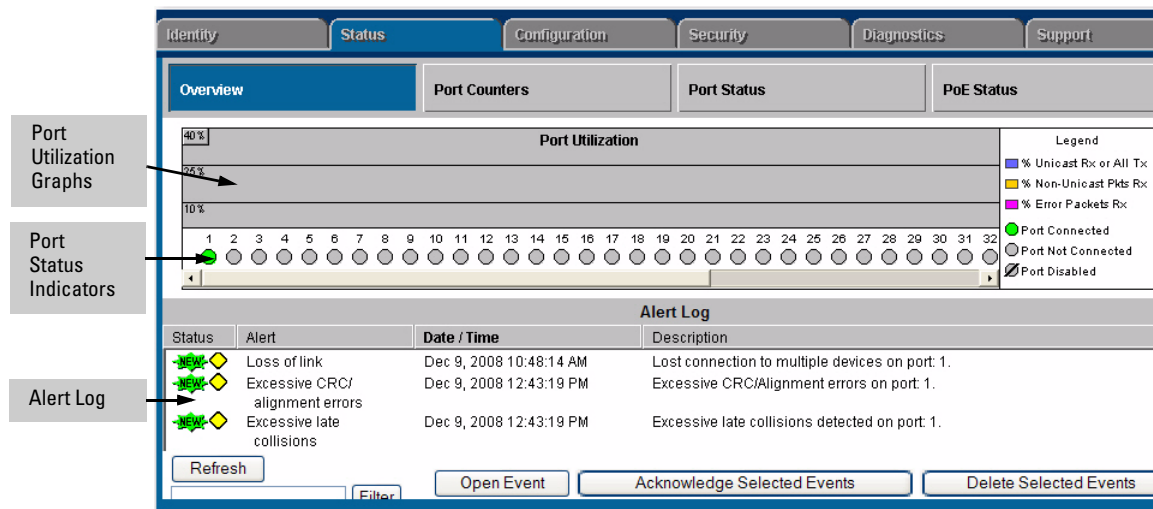 Identity Status Configuration Security Diagnostics Support
Overview Port Counters Port Status PoE Status
Port
Utilization
Graphs
40% Port Utilization
25%
10%
Legend
% Unicast Rx or All Tx
% Non-Unicast Pkts Rx
% Error Packets Rx
Port Connected
Port Not Connected
Port Disabled
Port
Status
Indicators
1 2 3 4 5 6 7 8 9 10 11 12 13 14 15 16 17 18 19 20 21 22 23 24 25 26 27 28 29 30 31 32
Alert Log
Status Alert Date / Time Description
NEW Loss of link Dec 9, 2008 10:48:14 AM Lost connection to multiple devices on port: 1.
NEW Excessive CRC/ Dec 9, 2008 12:43:19 PM Excessive CRC/Alignment errors on port: 1.
alignment errors
NEW Excessive late Dec 9, 2008 12:43:19 PM Excessive late collisions detected on port: 1.
collisions
Alert Log
Refresh
Filter
Open Event Acknowledge Selected Events Delete Selected Events